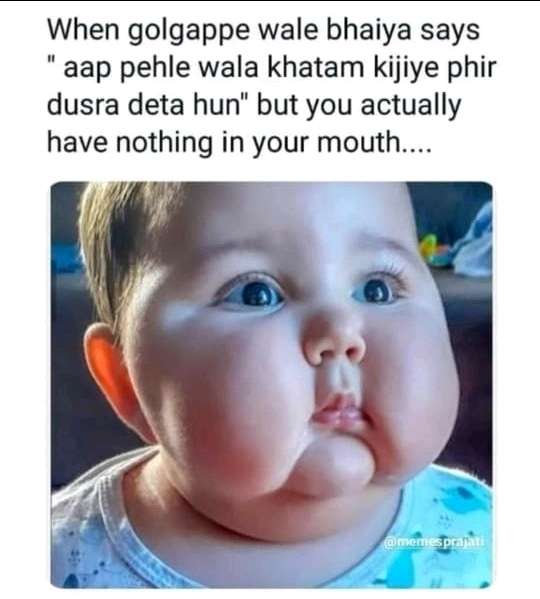 When golgappe wale bhaiya says
" aap pehle wala khatam kijiye phir
dusra deta hun" but you actually
have nothing in your mouth....
@memesprajati